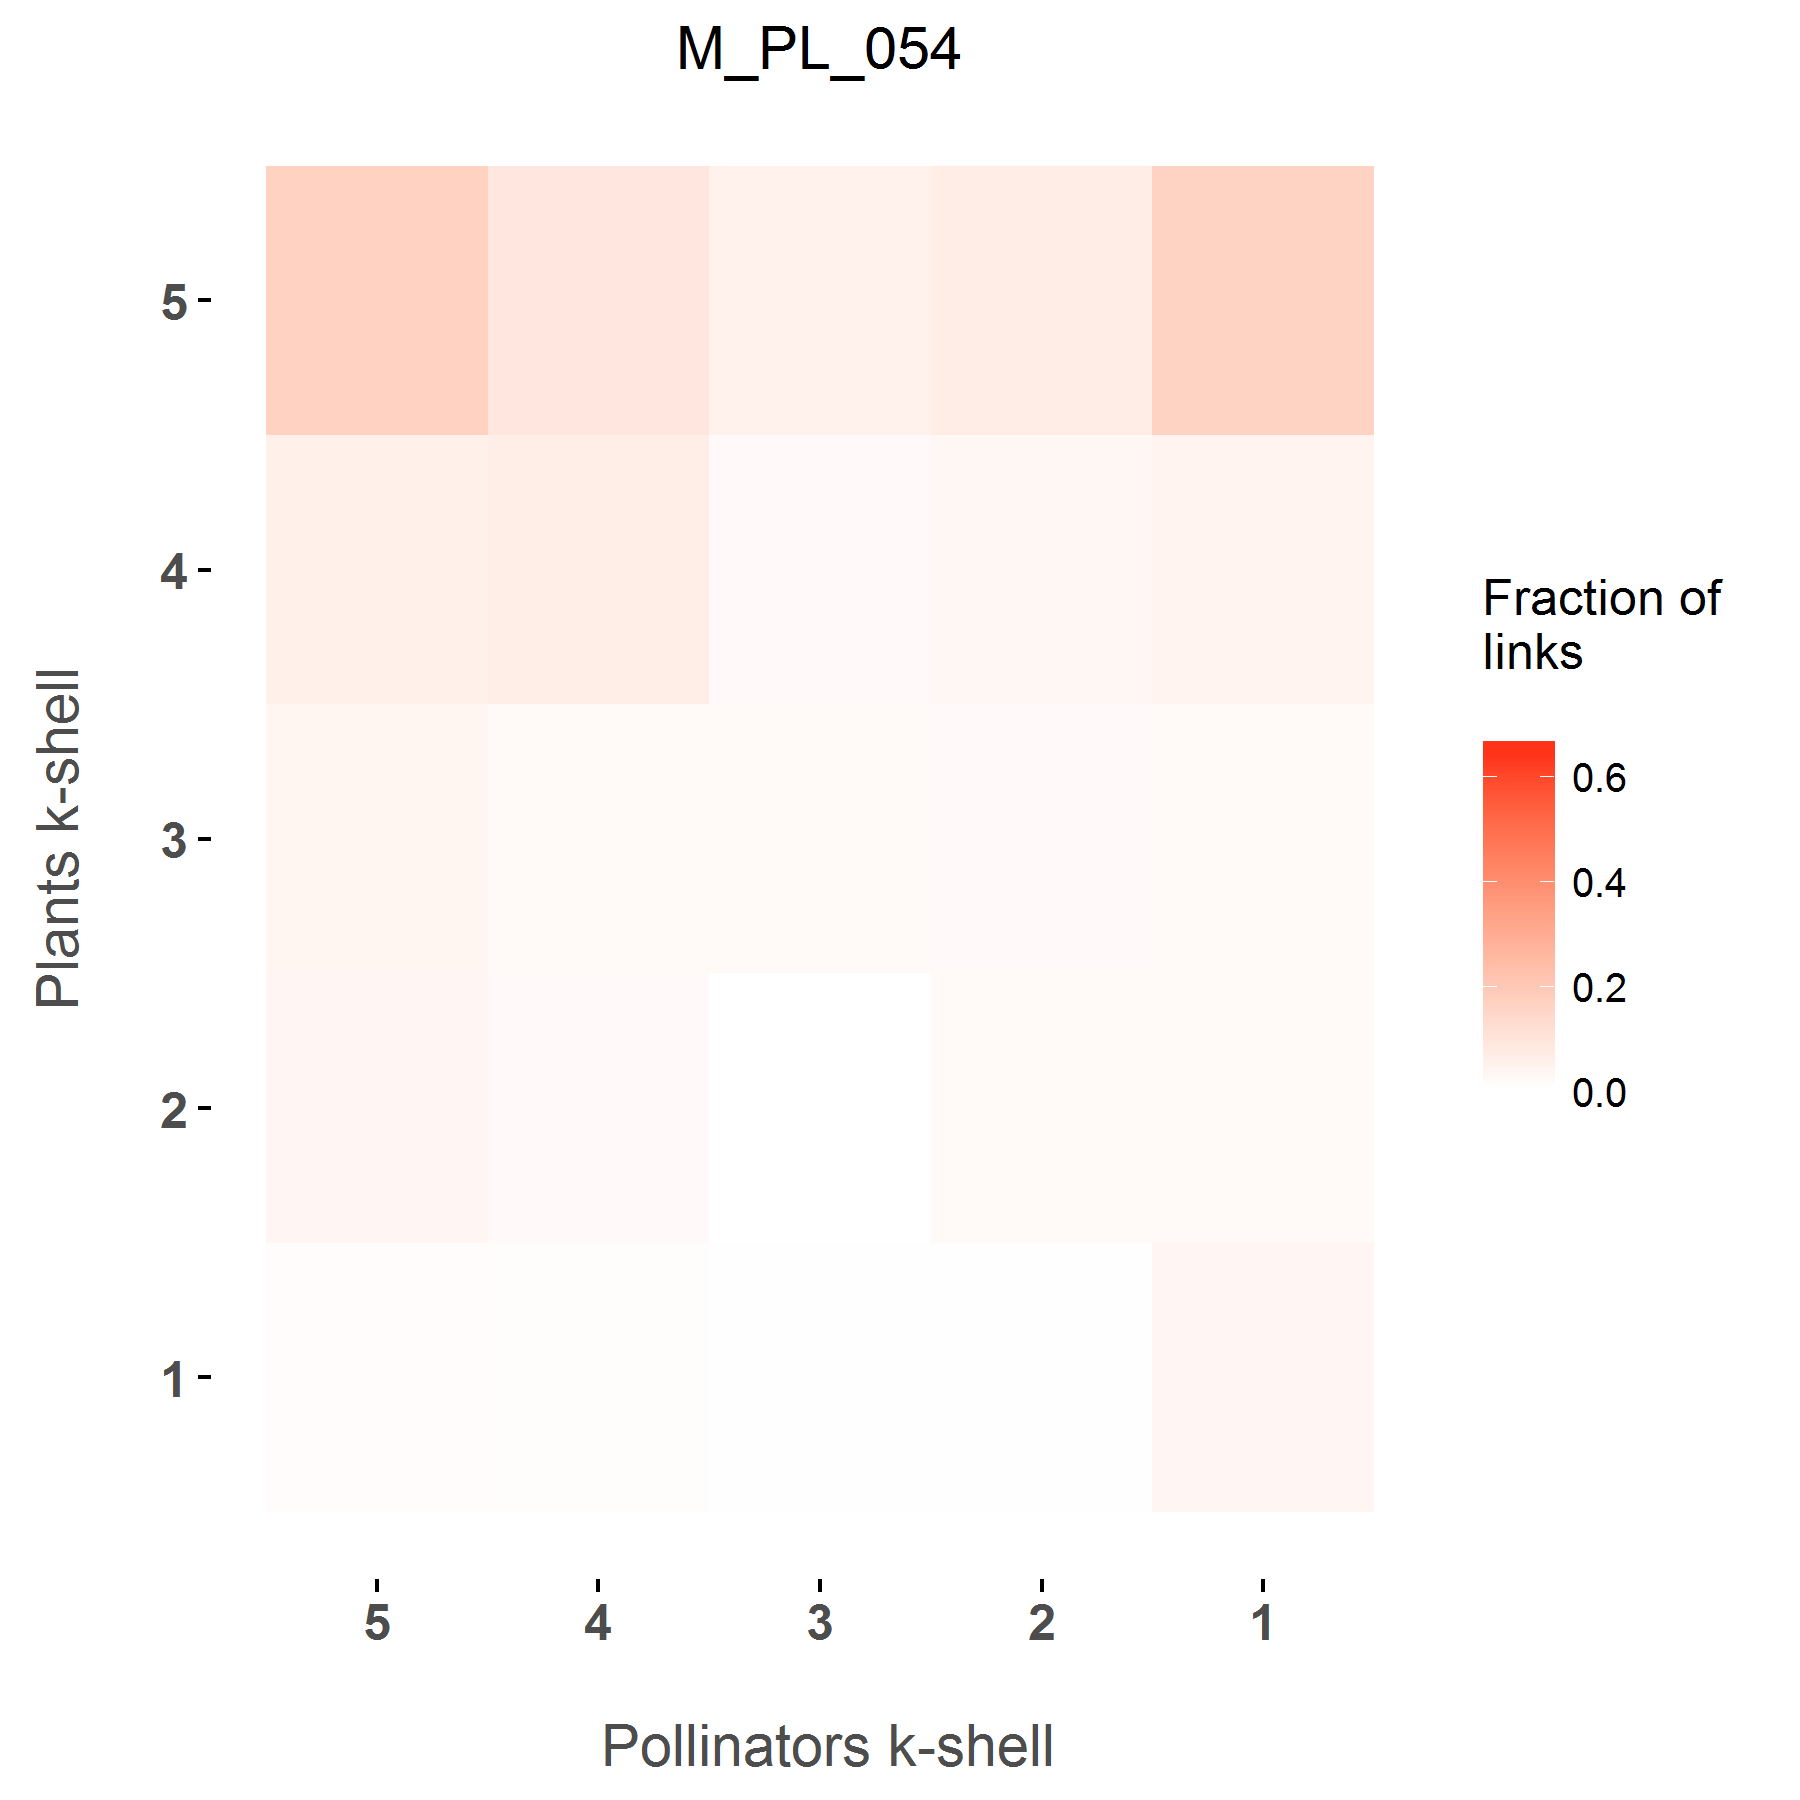 M_PL_054
5
4
3
2
1
Plants k-shell
5 4 3 2 1
Pollinators k-shell
Fraction of
links
0.6
0.4
0.2
0.0